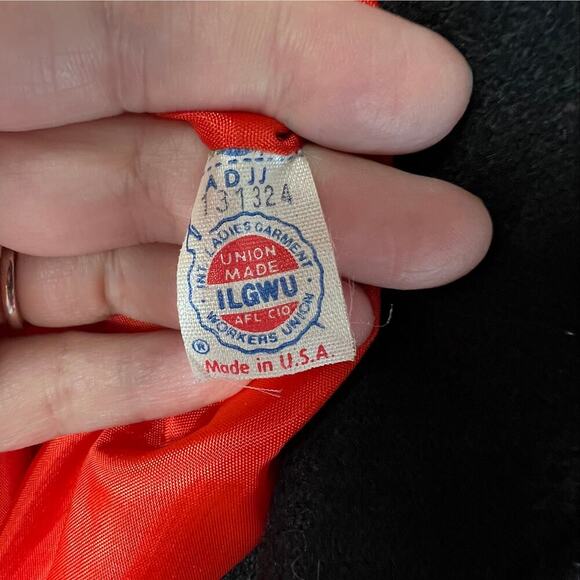 ADJJ
131324
INT. LADIES GARMENT
UNION
MADE
ILGWU
AFL CIO
WORKERS UNION
®
Made in U.S.A